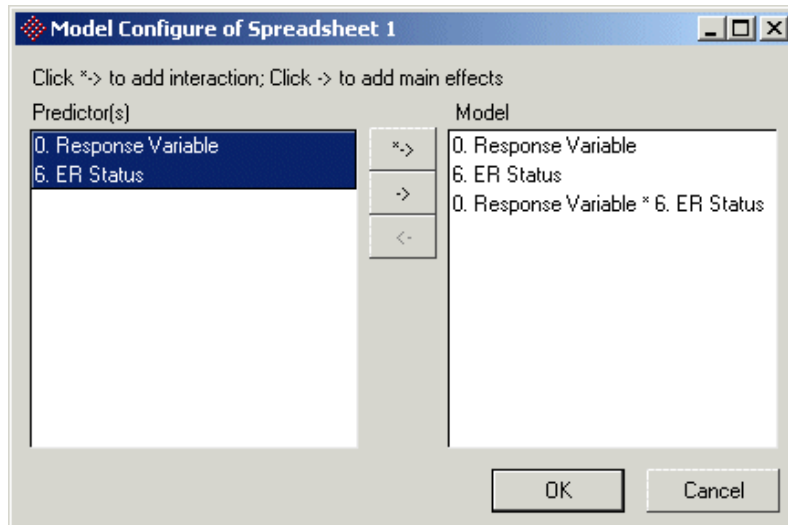 Model Configure of Spreadsheet 1
Click *-> to add interaction; Click -> to add main effects
Predictor(s)
0. Response Variable
6. ER Status
*->
->
<-
Model
0. Response Variable
6. ER Status
0. Response Variable * 6. ER Status
OK
Cancel